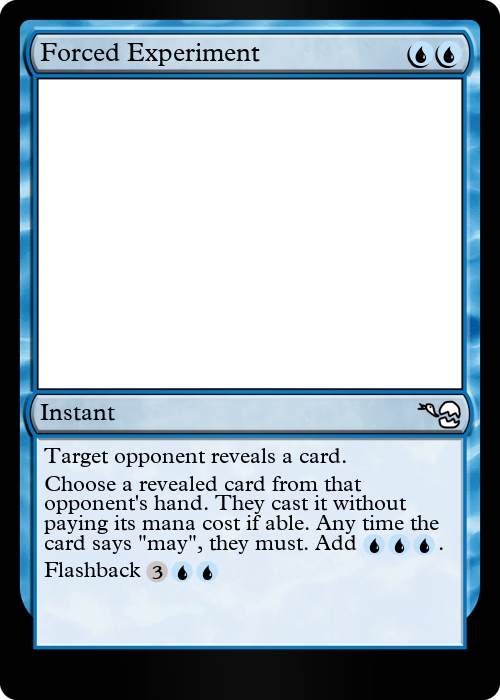 Forced Experiment
Instant
Target opponent reveals a card.
Choose a revealed card from that
opponent's hand. They cast it without
paying its mana cost if able. Any time the
card says "may", they must. Add .
Flashback 3